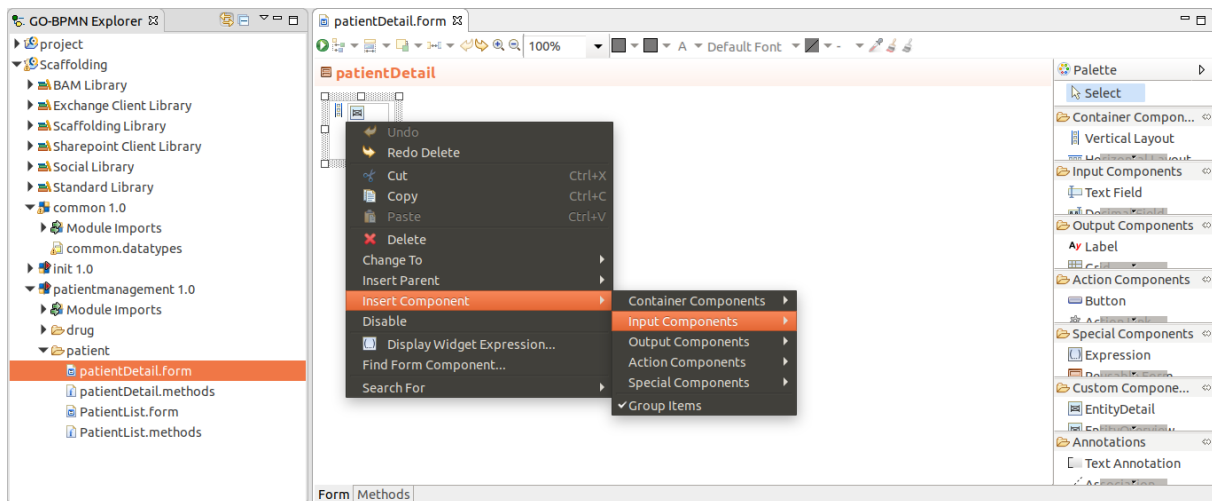 GO-BPMN Explorer
project
Scaffolding
BAM Library
Exchange Client Library
Scaffolding Library
Sharepoint Client Library
Social Library
Standard Library
common 1.0
Module Imports
common.datatypes
init 1.0
patientmanagement 1.0
Module Imports
drug
patient
patientDetail.form
patientDetail.methods
PatientList.form
PatientList.methods
patientDetail.form
100%
A
Default Font
patientDetail
Undo
Redo Delete
Cut Ctrl+X
Copy Ctrl+C
Paste Ctrl+V
Delete
Change To
Insert Parent
Insert Component
Disable
Display Widget Expression...
Find Form Component...
Search For
Container Components
Input Components
Output Components
Action Components
Special Components
Group Items
Form
Methods
Palette
Select
Container Compon...
Vertical Layout
Input Components
Text Field
Output Components
Ay Label
Action Components
Button
Special Components
Expression
Custom Compone...
EntityDetail
Annotations
Text Annotation